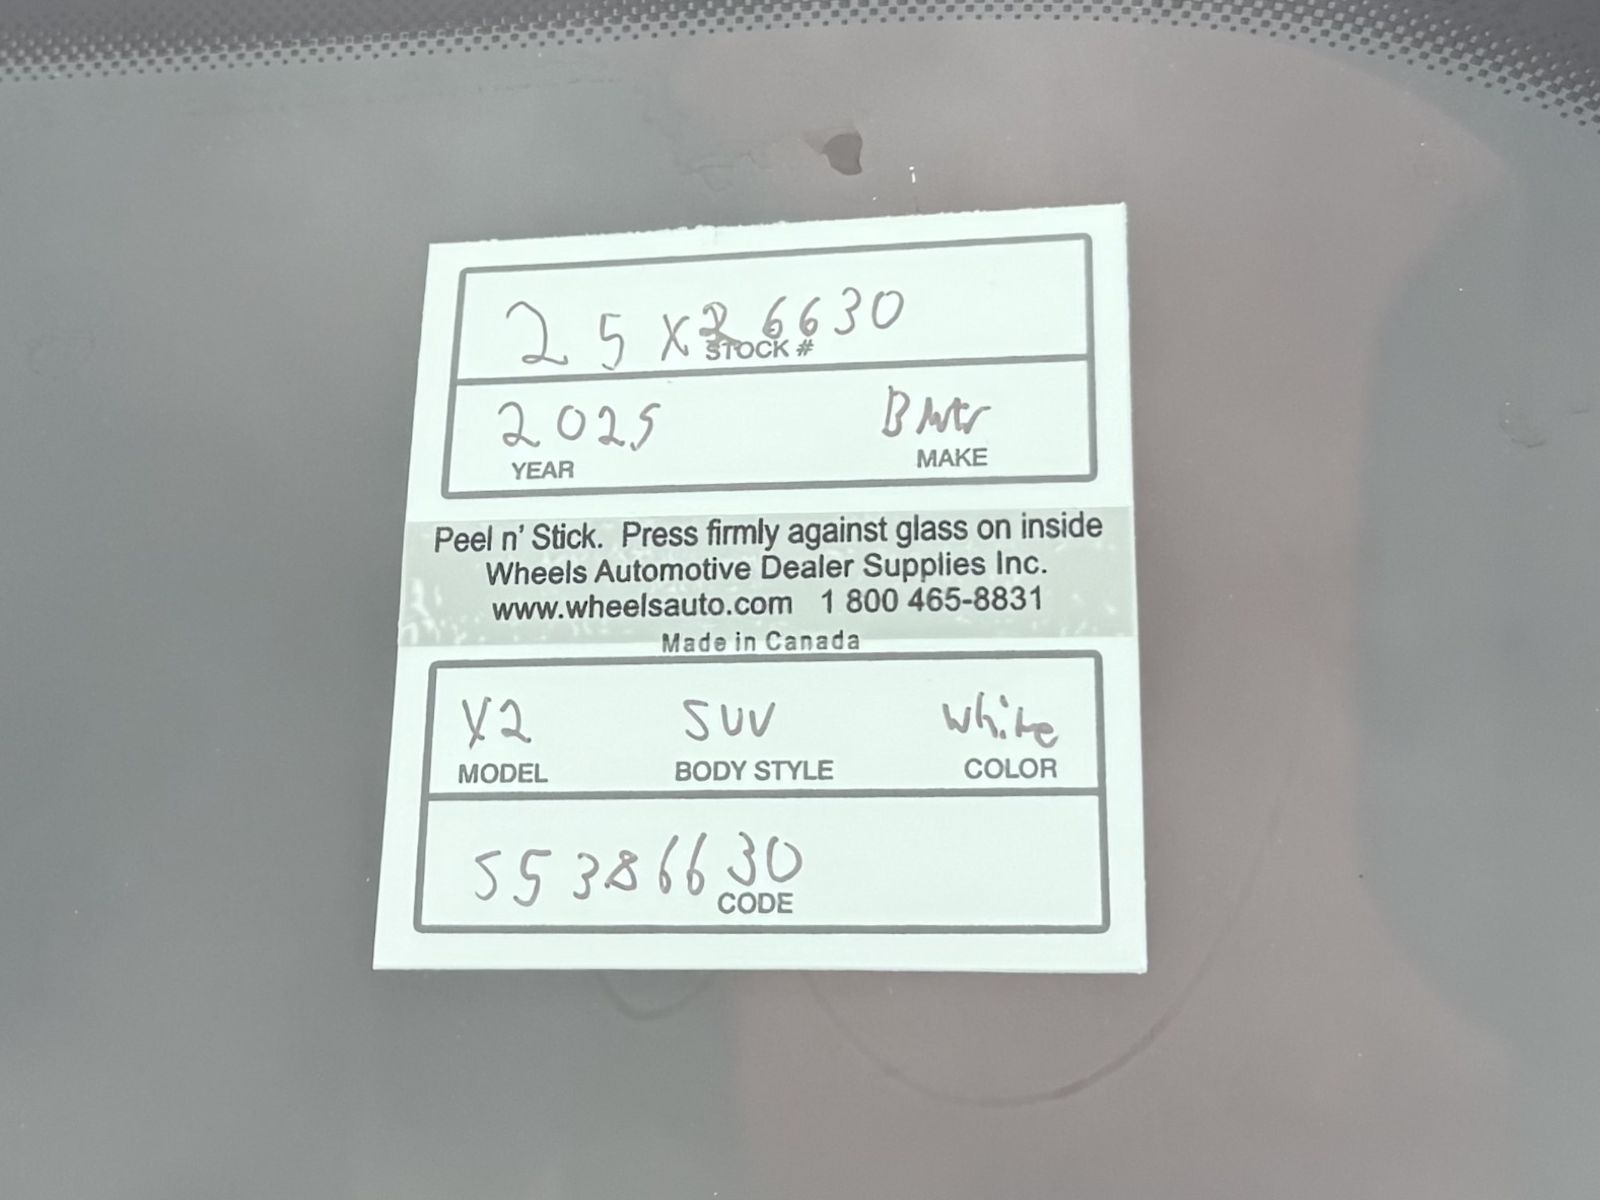 25X26630
STOCK #
2025 BMW
YEAR MAKE
Peel n' Stick. Press firmly against glass on inside
Wheels Automotive Dealer Supplies Inc.
www.wheelsauto.com 1 800 465-8831
Made in Canada
X2 SUV White
MODEL BODY STYLE COLOR
55386630
CODE